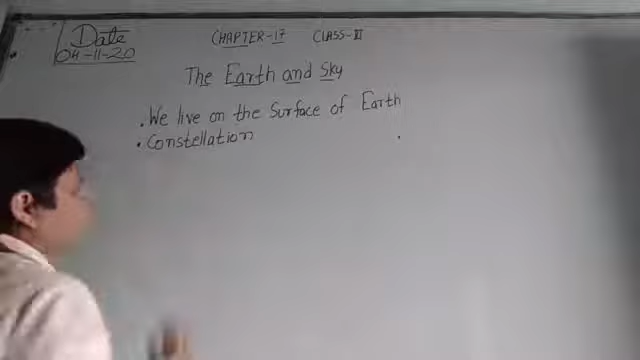 Date
04-11-20
CHAPTER-17 CLASS-III
The Earth and Sky
.We live on the Surface of Earth
.Constellation